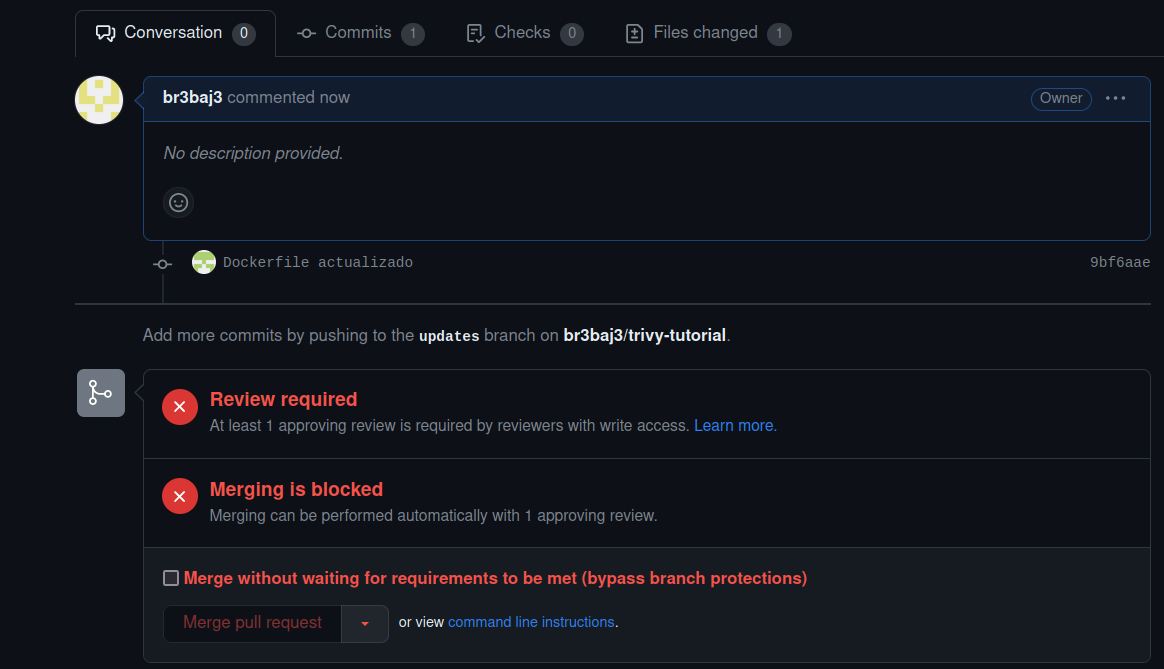 Conversation 0 Commits 1 Checks 0 Files changed 1
br3baj3 commented now Owner
No description provided.
Dockerfile actualizado 9bf6aae
Add more commits by pushing to the updates branch on br3baj3/trivy-tutorial.
Review required
At least 1 approving review is required by reviewers with write access. Learn more.
Merging is blocked
Merging can be performed automatically with 1 approving review.
Merge without waiting for requirements to be met (bypass branch protections)
Merge pull request or view command line instructions.